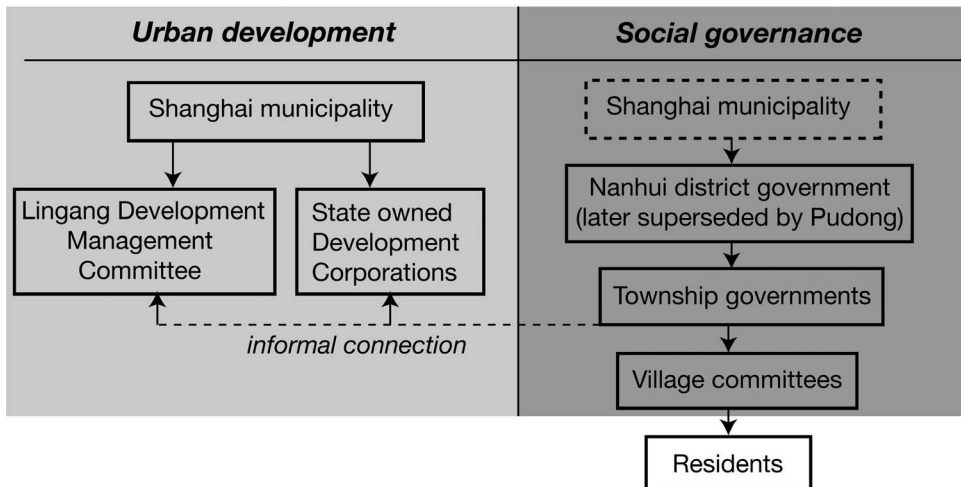 Urban development
Shanghai municipality
Lingang Development
Management
Committee
State owned
Development
Corporations
informal connection
Social governance
Shanghai municipality
Nanhui district government
(later superseded by Pudong)
Township governments
Village committees
Residents